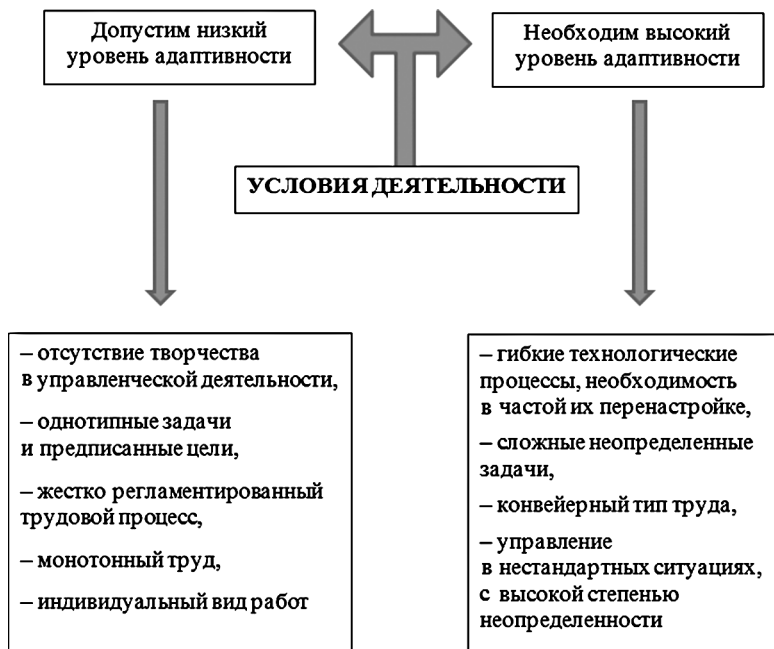 Допустим низкий
уровень адаптивности
Необходим высокий
уровень адаптивности
УСЛОВИЯ ДЕЯТЕЛЬНОСТИ
– отсутствие творчества
в управленческой деятельности,
– однотипные задачи
и предписанные цели,
– жестко регламентированный
трудовой процесс,
– монотонный труд,
– индивидуальный вид работ
– гибкие технологические
процессы, необходимость
в частой их перенастройке,
– сложные неопределенные
задачи,
– конвейерный тип труда,
– управление
в нестандартных ситуациях,
с высокой степенью
неопределенности